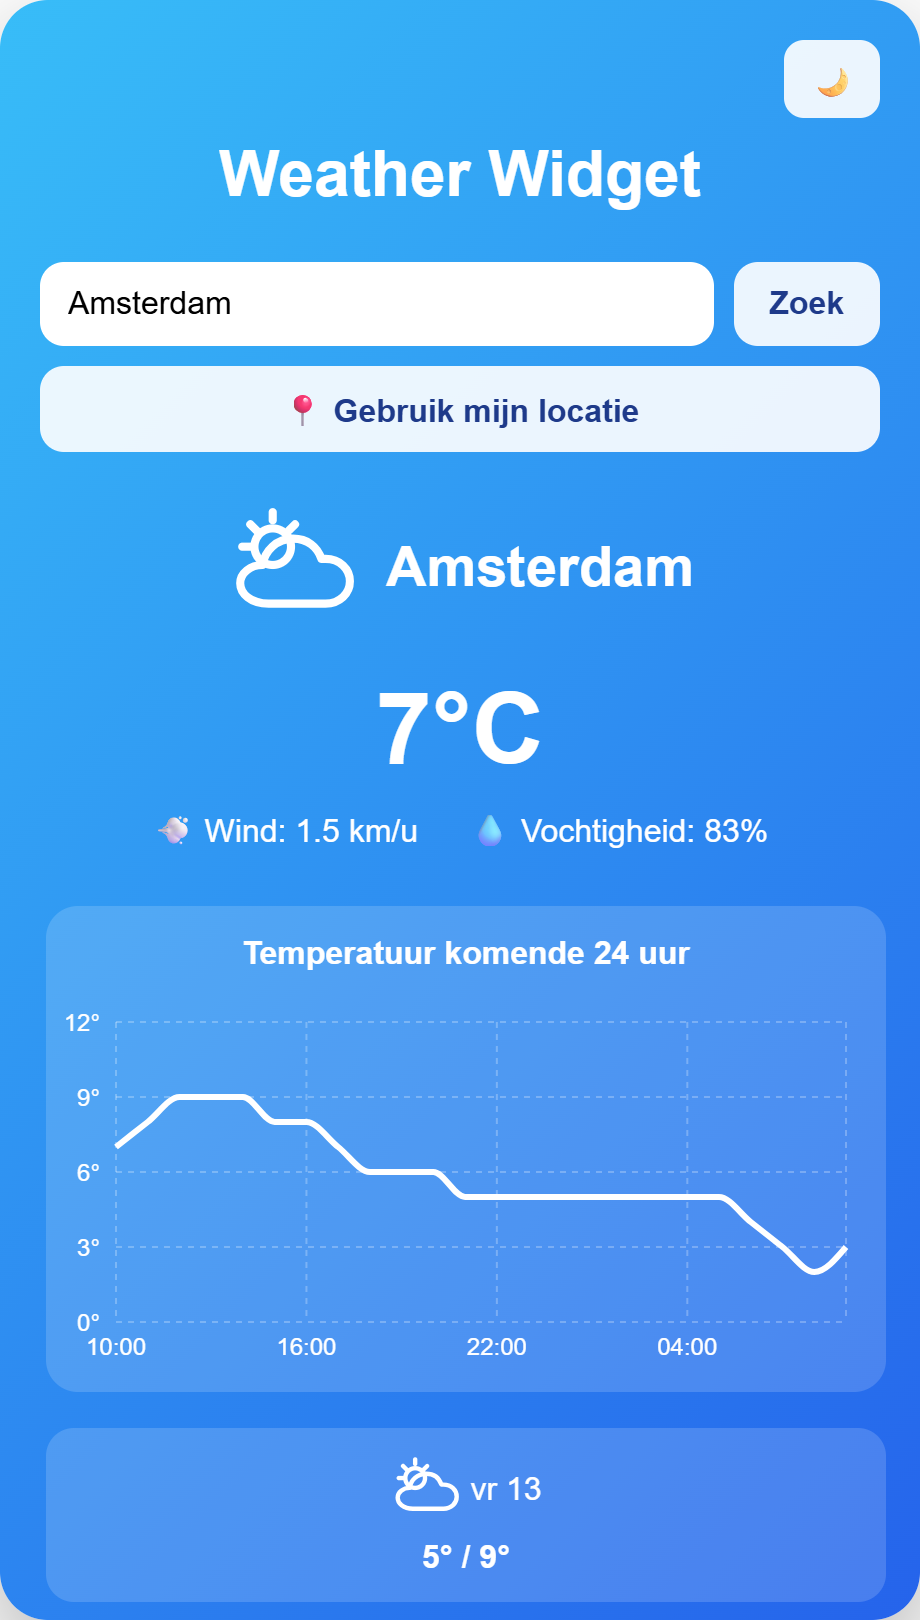 Weather Widget
Amsterdam
Zoek
Gebruik mijn locatie
Amsterdam
7°C
Wind: 1.5 km/u
Vochtigheid: 83%
Temperatuur komende 24 uur
12°
9°
6°
3°
0°
10:00 16:00 22:00 04:00
vr 13
5° / 9°